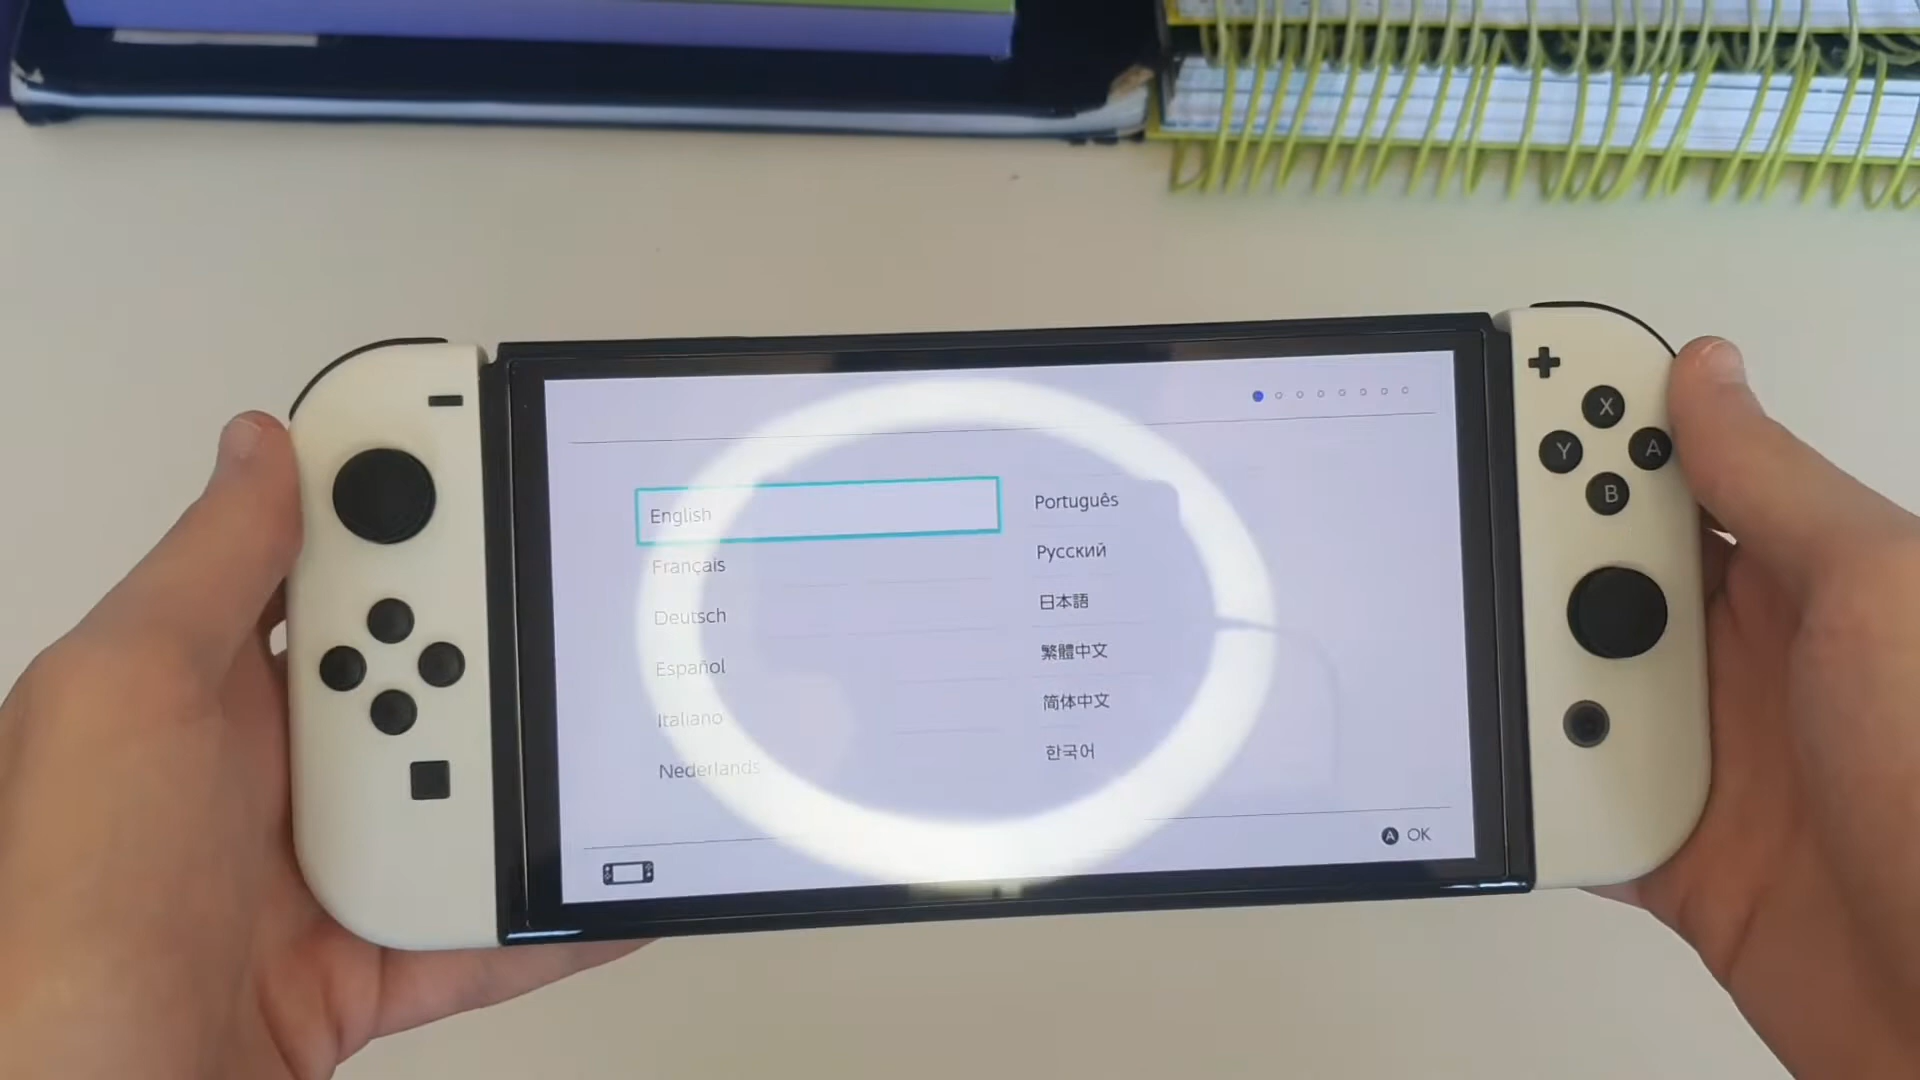 English
Français
Deutsch
Español
Italiano
Nederlands
Português
Русский
日本語
繁體中文
简体中文
한국어
A OK
X
Y
A
B